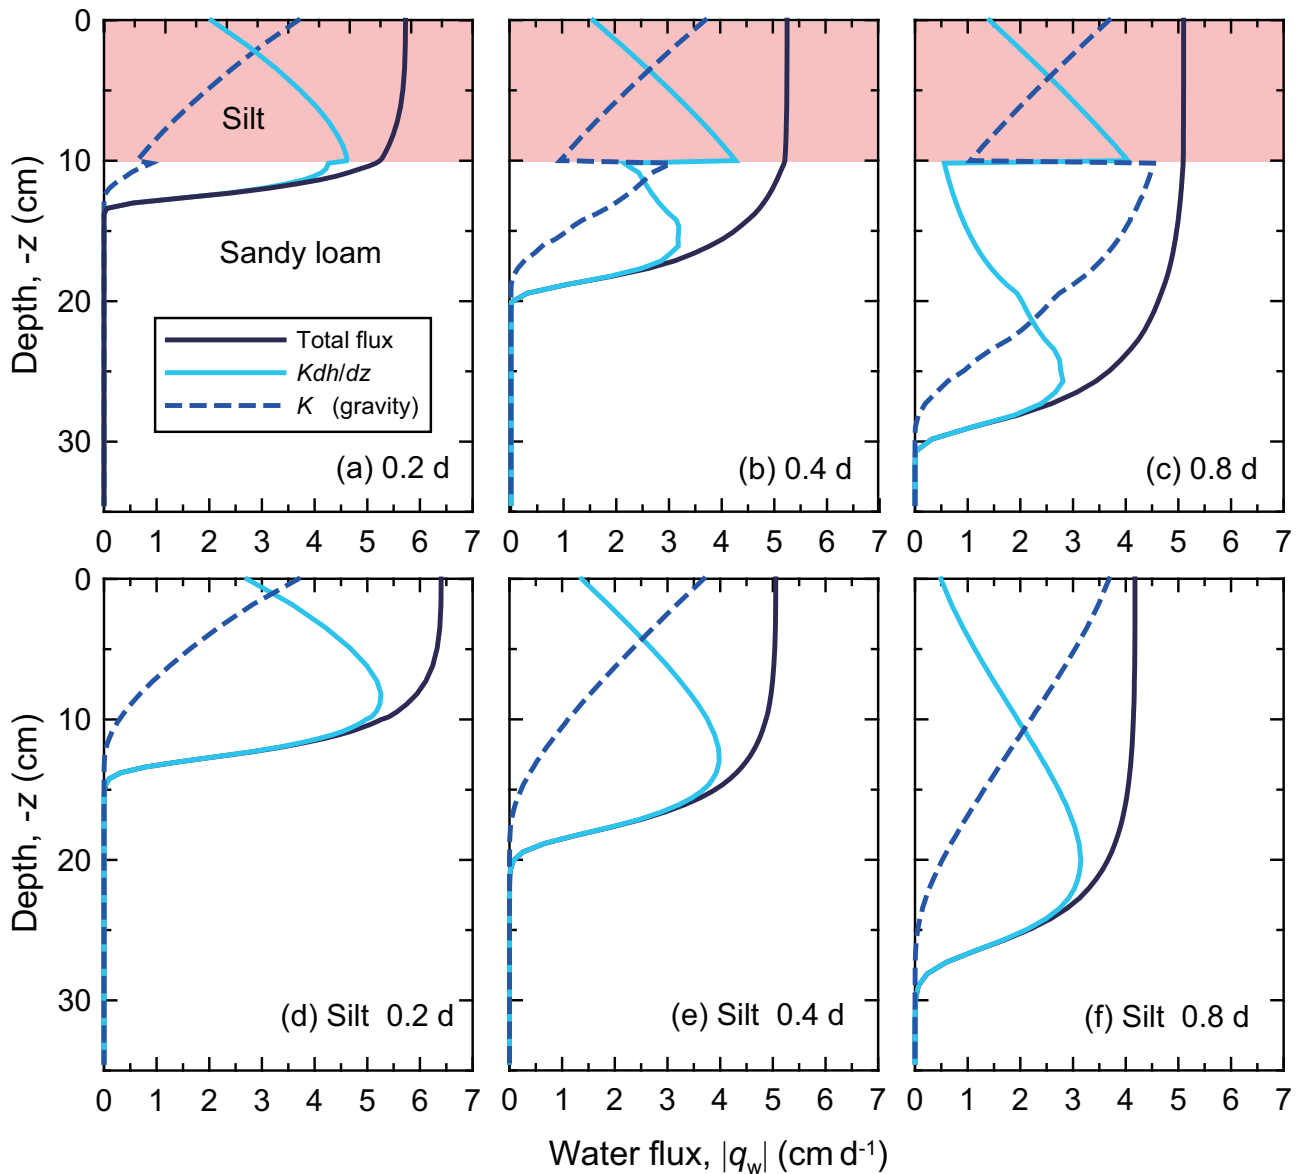 0
10
20
30
Depth, -z (cm)
Silt
Sandy loam
Total flux
Kdh/dz
K (gravity)
(a) 0.2 d
(b) 0.4 d
(c) 0.8 d
0 1 2 3 4 5 6 7
0 1 2 3 4 5 6 7
0 1 2 3 4 5 6 7
0
10
20
30
Depth, -z (cm)
(d) Silt 0.2 d
(e) Silt 0.4 d
(f) Silt 0.8 d
0 1 2 3 4 5 6 7
0 1 2 3 4 5 6 7
0 1 2 3 4 5 6 7
Water flux, |q_w| (cm d⁻¹)